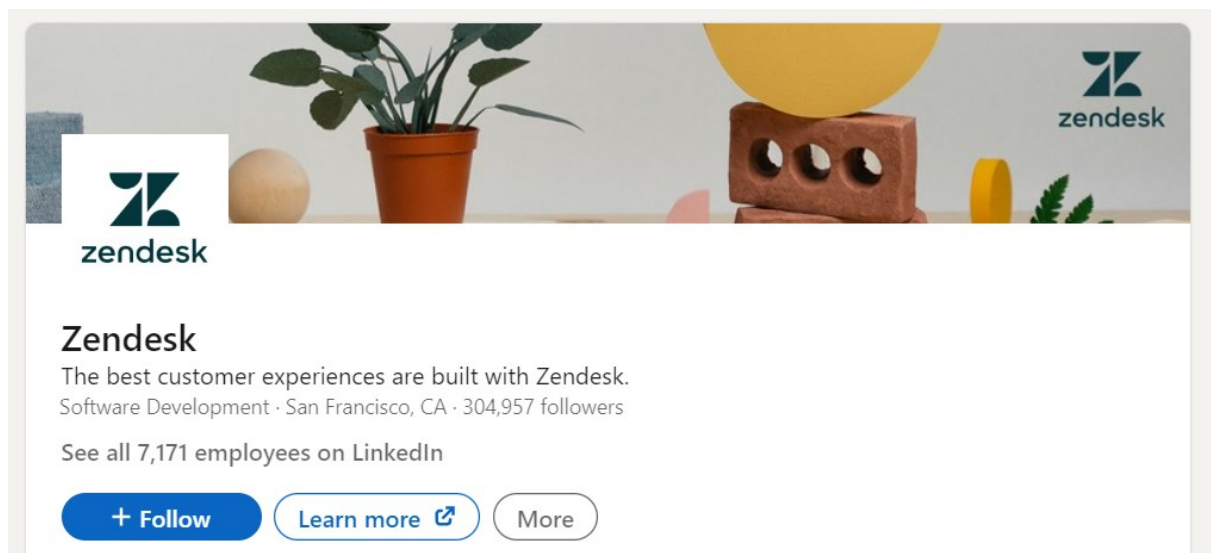 zendesk
zendesk
Zendesk
The best customer experiences are built with Zendesk.
Software Development · San Francisco, CA · 304,957 followers
See all 7,171 employees on LinkedIn
+ Follow
Learn more
More